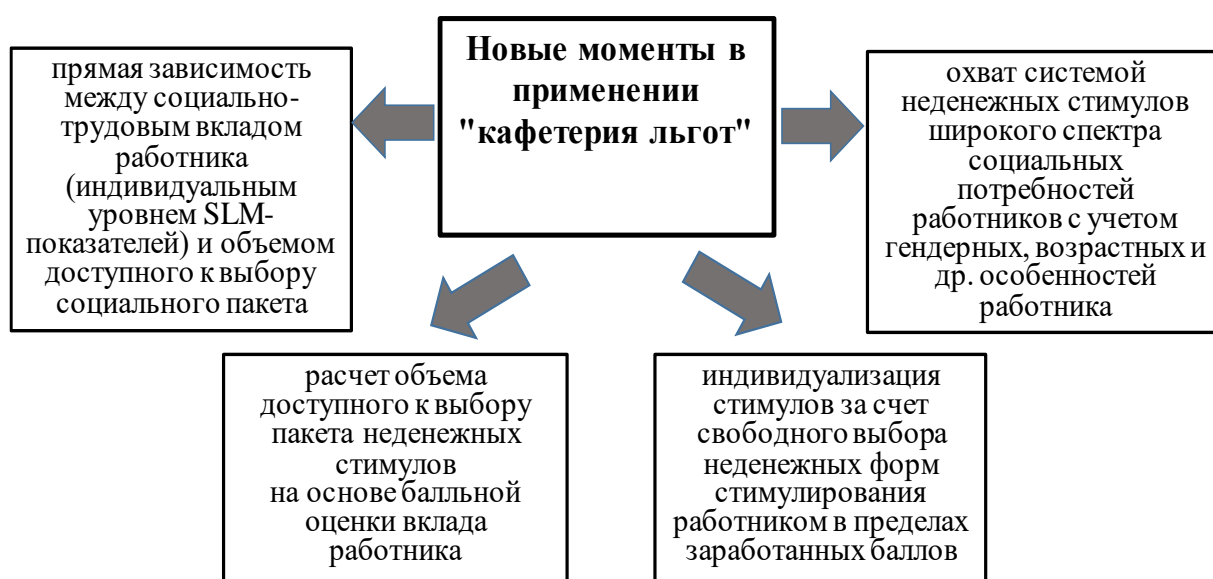 Новые моменты в
применении
"кафетерия льгот"
прямая зависимость
между социально-
трудовым вкладом
работника
(индивидуальным
уровнем SLM-
показателей) и объемом
доступного к выбору
социального пакета
охват системой
неденежных стимулов
широкого спектра
социальных
потребностей
работников с учетом
гендерных, возрастных и
др. особенностей
работника
расчет объема
доступного к выбору
пакета неденежных
стимулов
на основе балльной
оценки вклада
работника
индивидуализация
стимулов за счет
свободного выбора
неденежных форм
стимулирования
работником в пределах
заработанных баллов